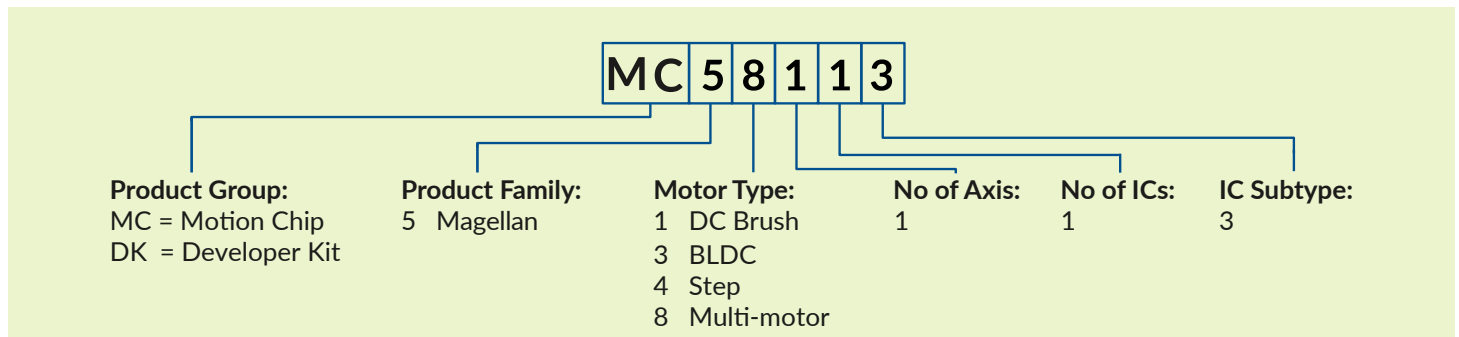 MC58113
Product Group:
MC = Motion Chip
DK = Developer Kit
Product Family:
5 Magellan
Motor Type:
1 DC Brush
3 BLDC
4 Step
8 Multi-motor
No of Axis:
1
No of ICs:
1
IC Subtype:
3